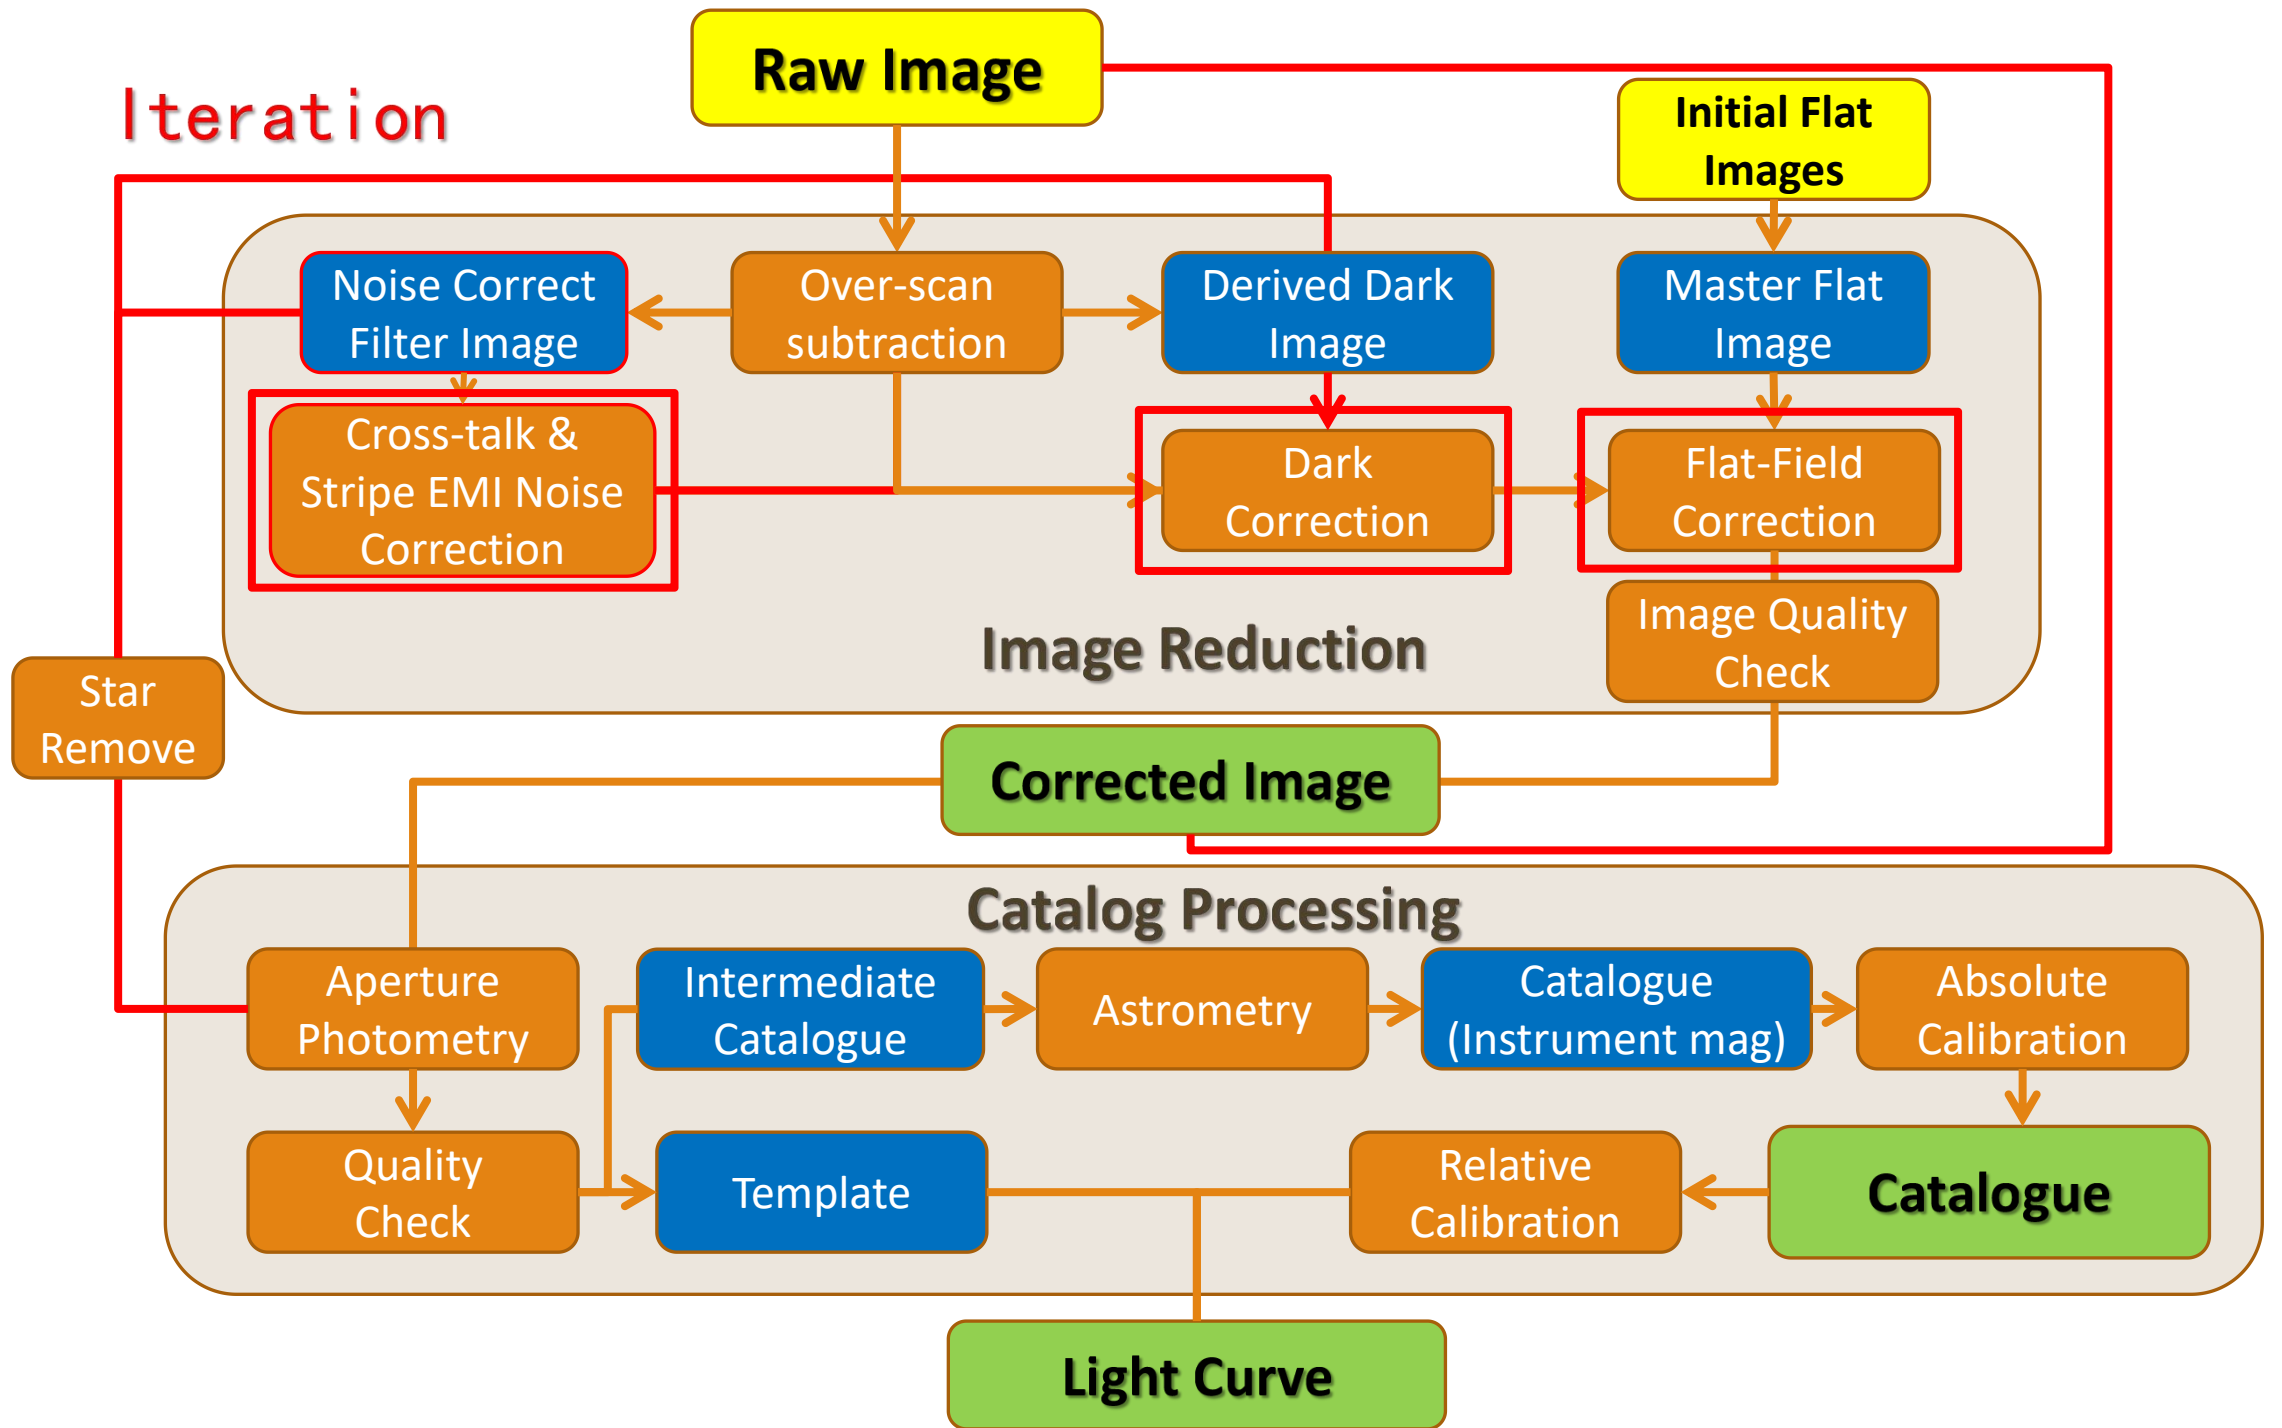 Raw Image
Iteration
Initial Flat
Images
Noise Correct
Filter Image
Over-scan
subtraction
Derived Dark
Image
Master Flat
Image
Cross-talk &
Stripe EMI Noise
Correction
Dark
Correction
Flat-Field
Correction
Image Quality
Check
Image Reduction
Star
Remove
Corrected Image
Catalog Processing
Aperture
Photometry
Intermediate
Catalogue
Astrometry
Catalogue
(Instrument mag)
Absolute
Calibration
Quality
Check
Template
Relative
Calibration
Catalogue
Light Curve